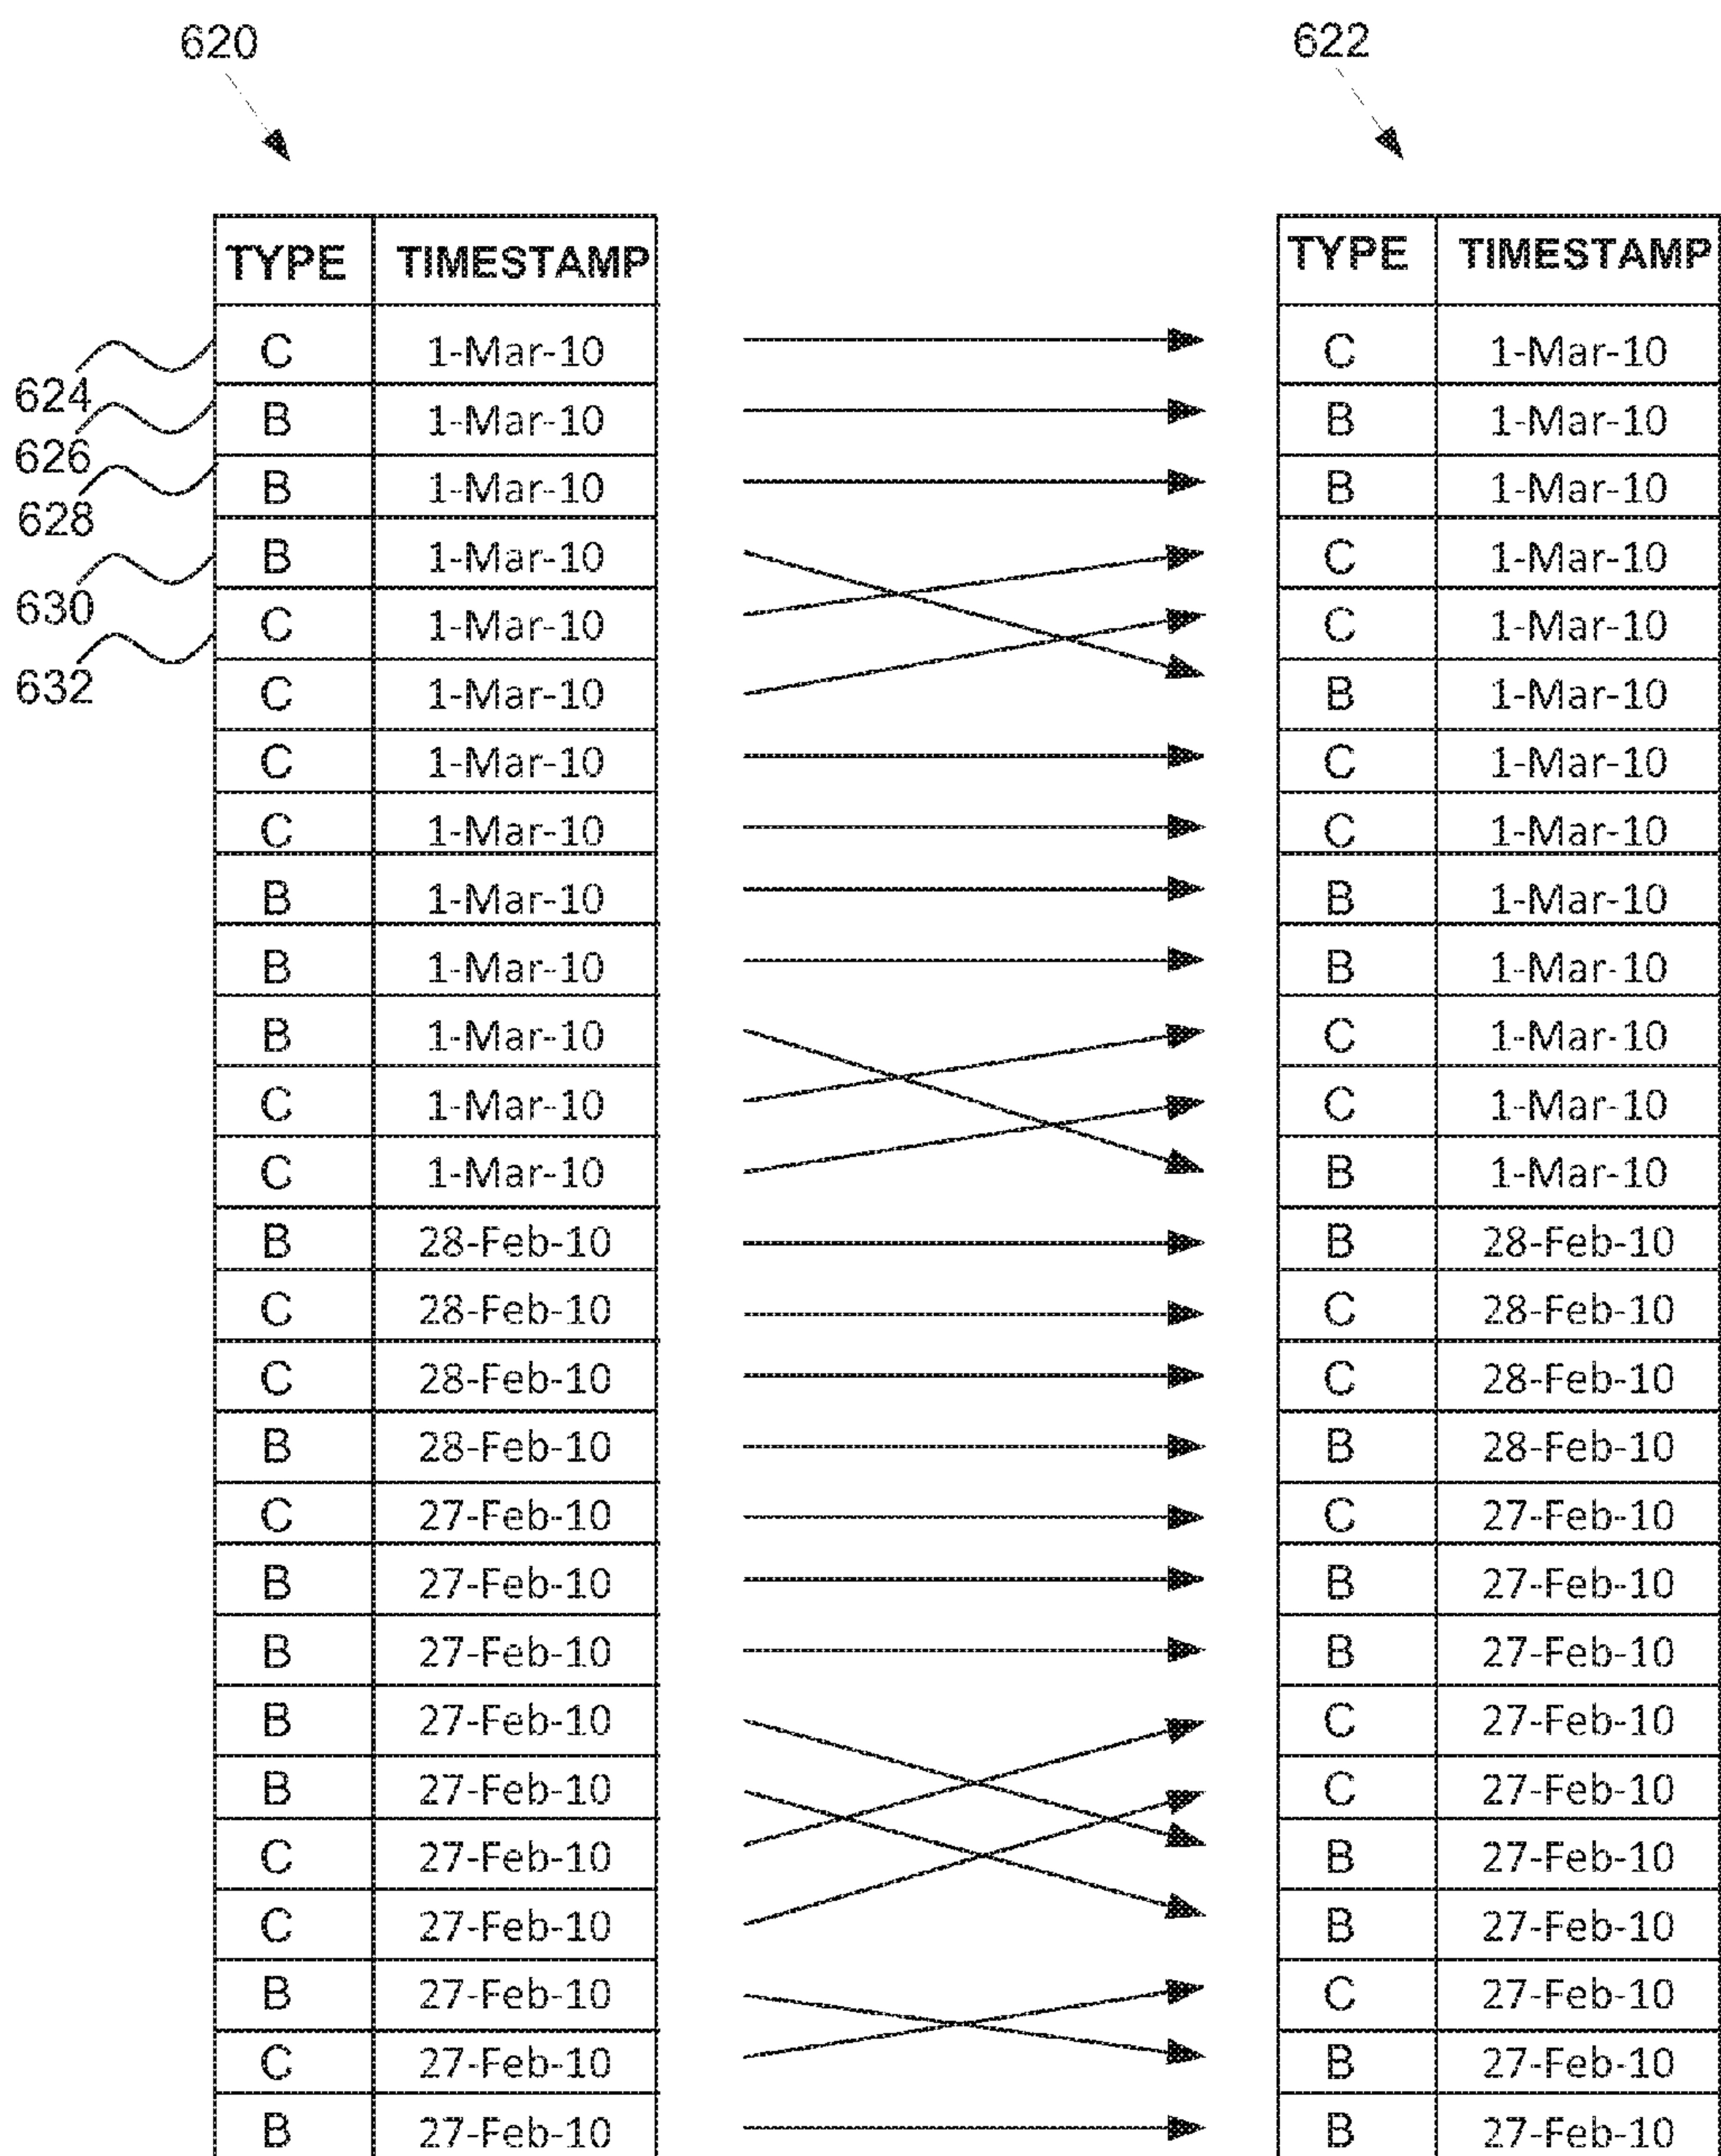 620 622
TYPE TIMESTAMP TYPE TIMESTAMP
C 1-Mar-10 C 1-Mar-10
624
B 1-Mar-10 B 1-Mar-10
626
B 1-Mar-10 B 1-Mar-10
628
B 1-Mar-10 C 1-Mar-10
630
C 1-Mar-10 C 1-Mar-10
632
C 1-Mar-10 B 1-Mar-10
C 1-Mar-10 C 1-Mar-10
C 1-Mar-10 C 1-Mar-10
B 1-Mar-10 B 1-Mar-10
B 1-Mar-10 B 1-Mar-10
B 1-Mar-10 C 1-Mar-10
C 1-Mar-10 C 1-Mar-10
C 1-Mar-10 B 1-Mar-10
B 28-Feb-10 B 28-Feb-10
C 28-Feb-10 C 28-Feb-10
C 28-Feb-10 C 28-Feb-10
B 28-Feb-10 B 28-Feb-10
C 27-Feb-10 C 27-Feb-10
B 27-Feb-10 B 27-Feb-10
B 27-Feb-10 B 27-Feb-10
B 27-Feb-10 C 27-Feb-10
B 27-Feb-10 C 27-Feb-10
C 27-Feb-10 B 27-Feb-10
C 27-Feb-10 B 27-Feb-10
B 27-Feb-10 C 27-Feb-10
C 27-Feb-10 B 27-Feb-10
B 27-Feb-10 B 27-Feb-10